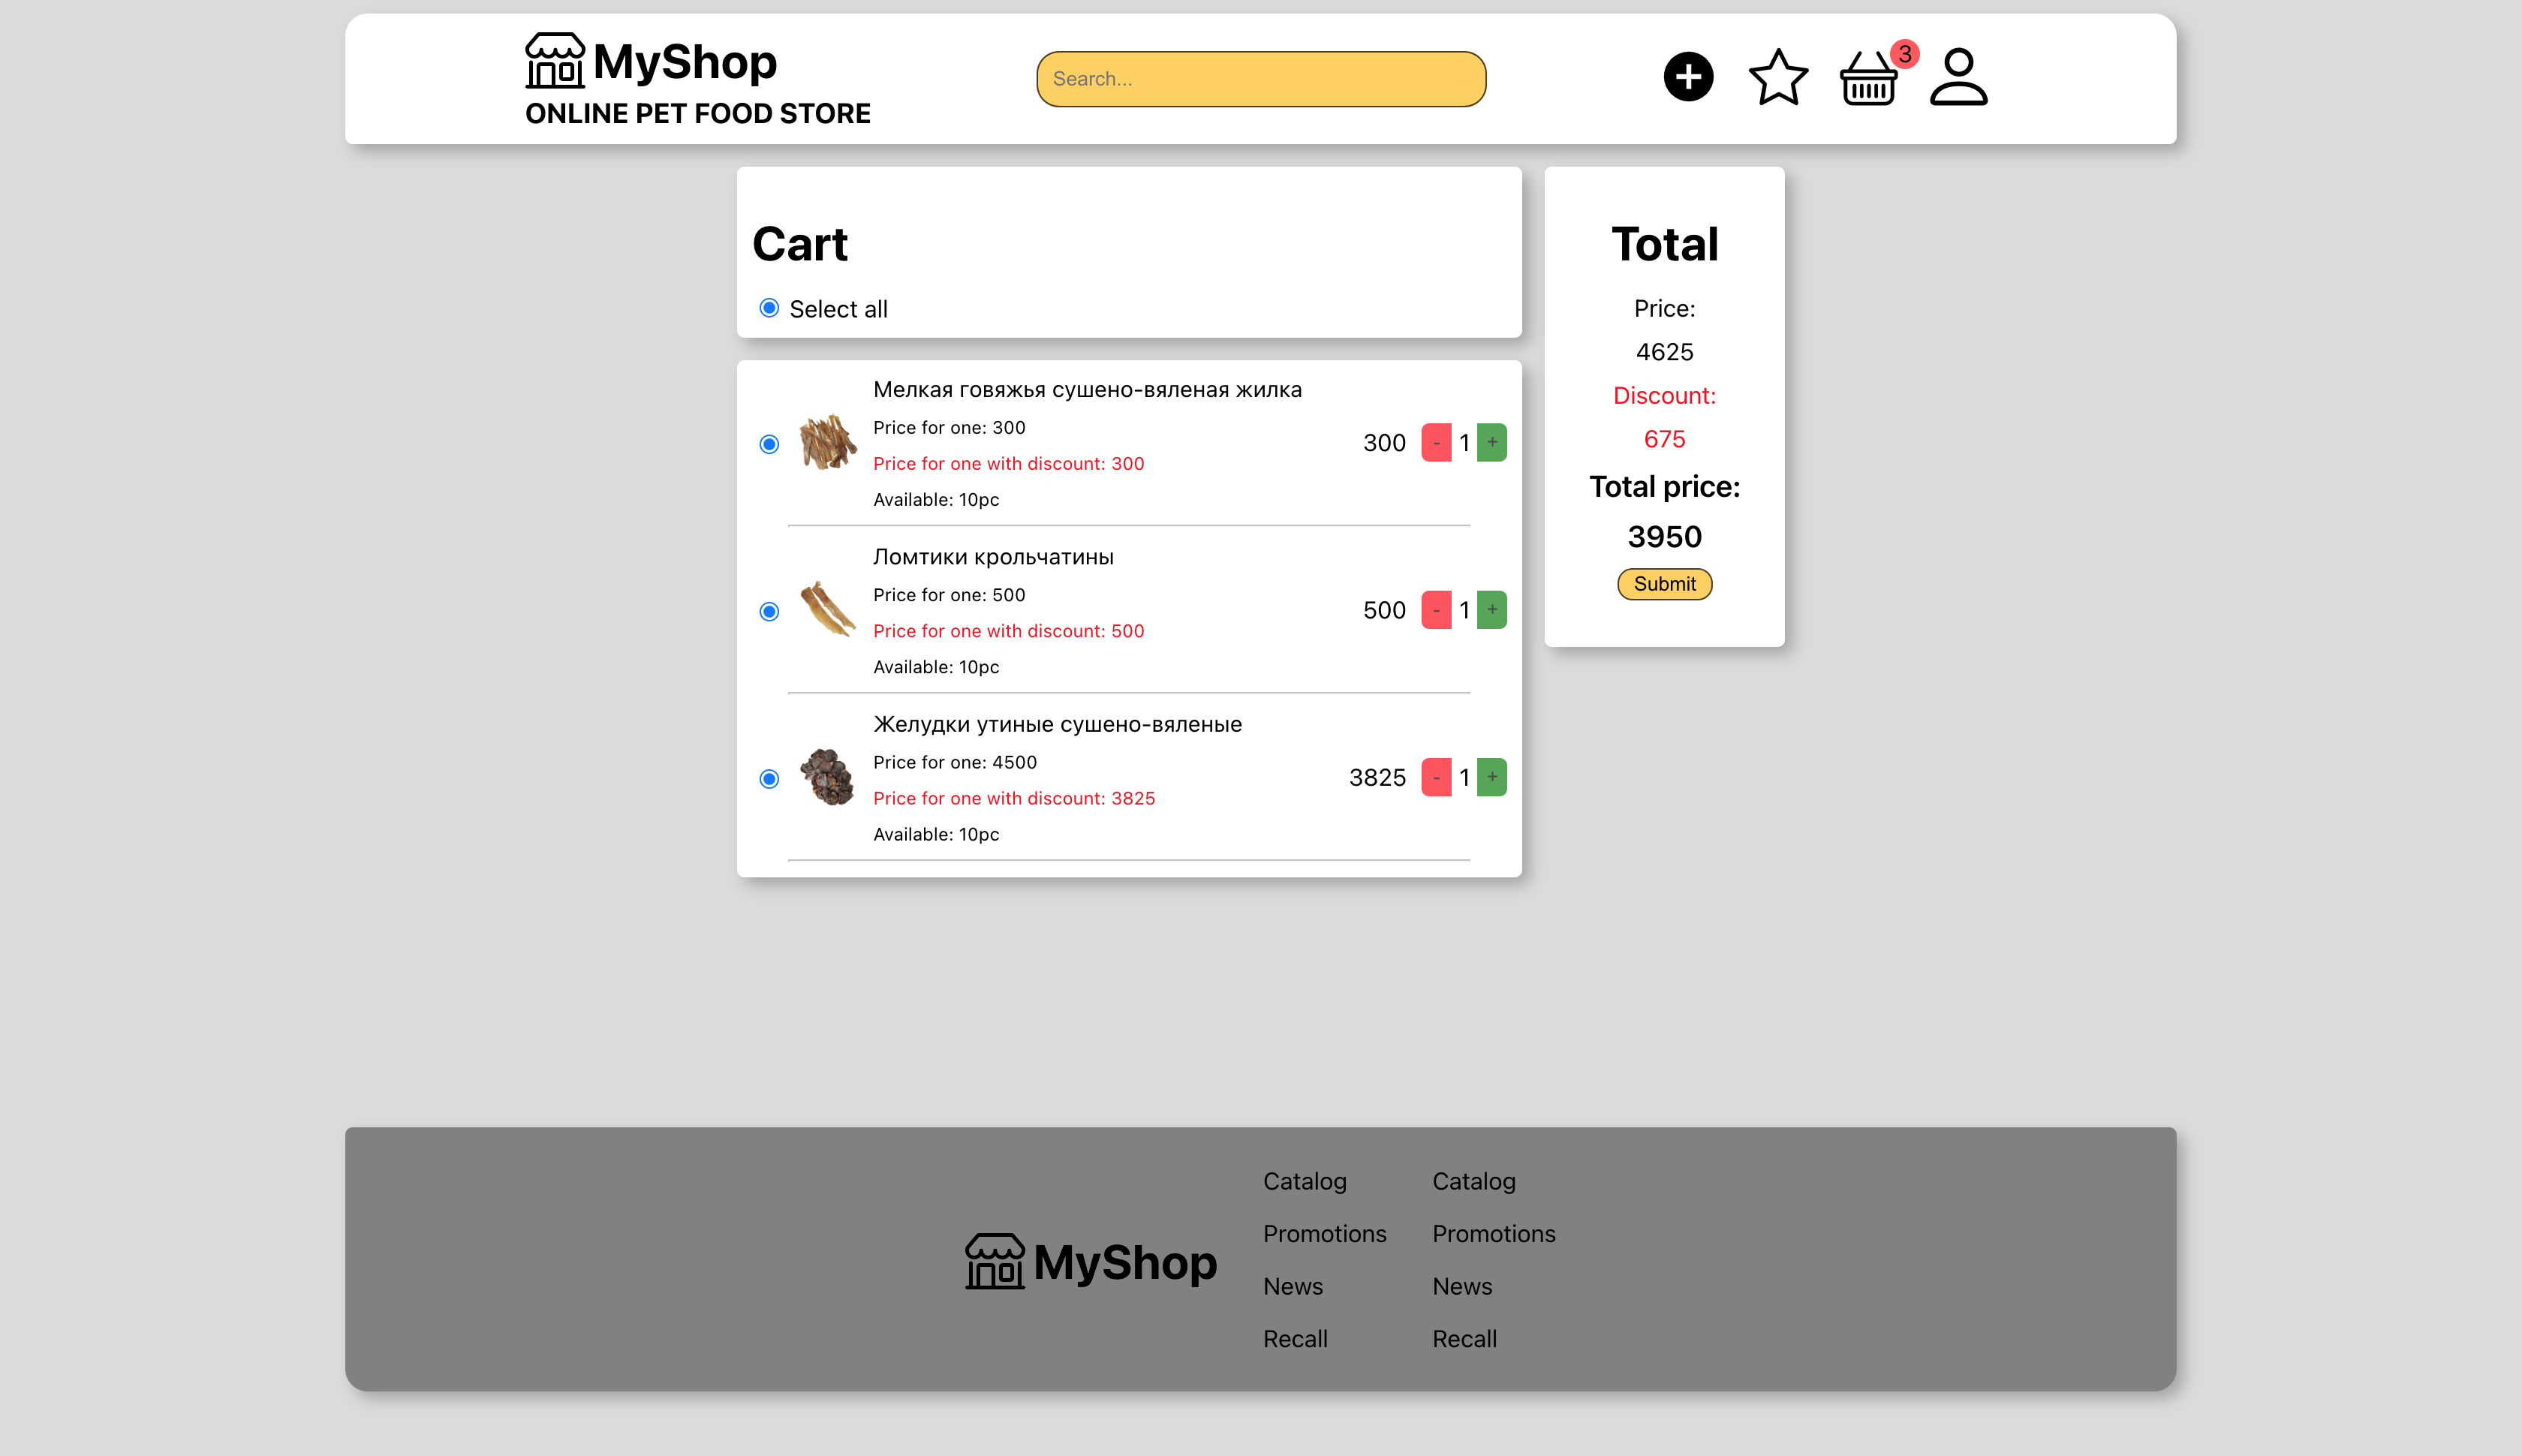 MyShop
ONLINE PET FOOD STORE
Search...
3
Cart
Select all
Мелкая говяжья сушено-вяленая жилка
Price for one: 300
Price for one with discount: 300
Available: 10pc
300 - 1 +
Ломтики крольчатины
Price for one: 500
Price for one with discount: 500
Available: 10pc
500 - 1 +
Желудки утиные сушено-вяленые
Price for one: 4500
Price for one with discount: 3825
Available: 10pc
3825 - 1 +
Total
Price:
4625
Discount:
675
Total price:
3950
Submit
MyShop
Catalog
Promotions
News
Recall
Catalog
Promotions
News
Recall